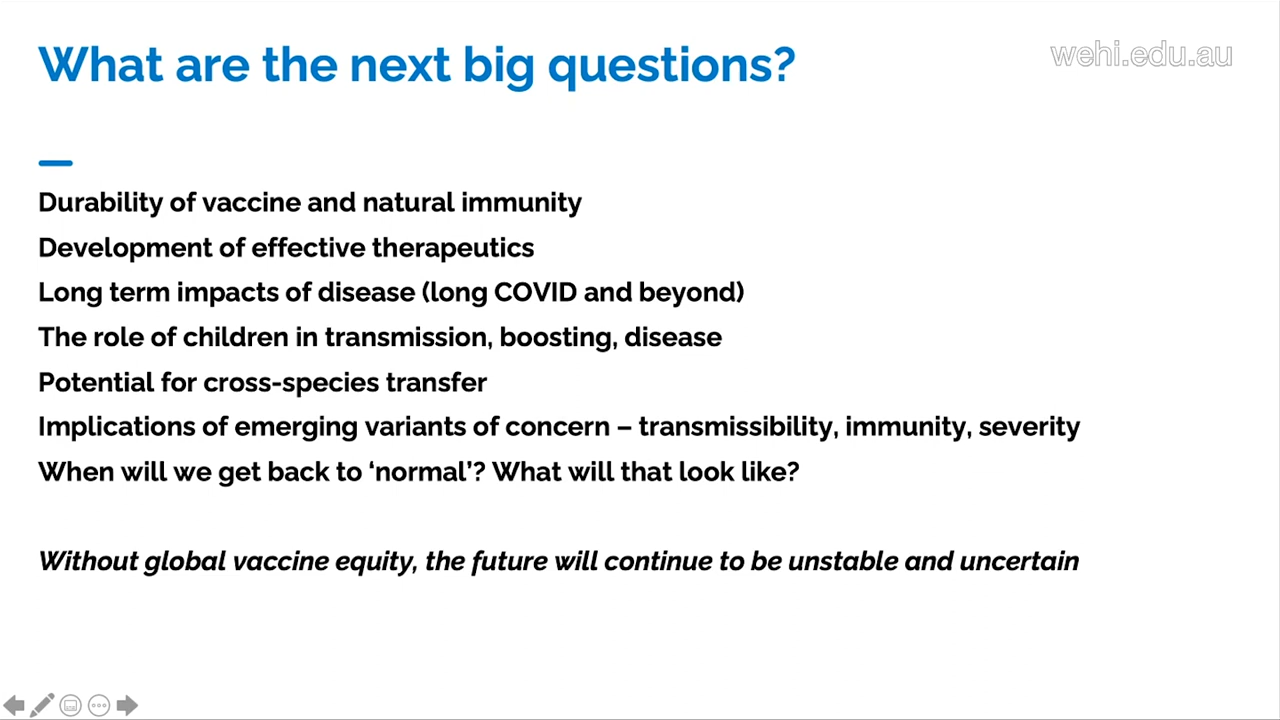 What are the next big questions?
wehi.edu.au
Durability of vaccine and natural immunity
Development of effective therapeutics
Long term impacts of disease (long COVID and beyond)
The role of children in transmission, boosting, disease
Potential for cross-species transfer
Implications of emerging variants of concern – transmissibility, immunity, severity
When will we get back to ‘normal’? What will that look like?
Without global vaccine equity, the future will continue to be unstable and uncertain